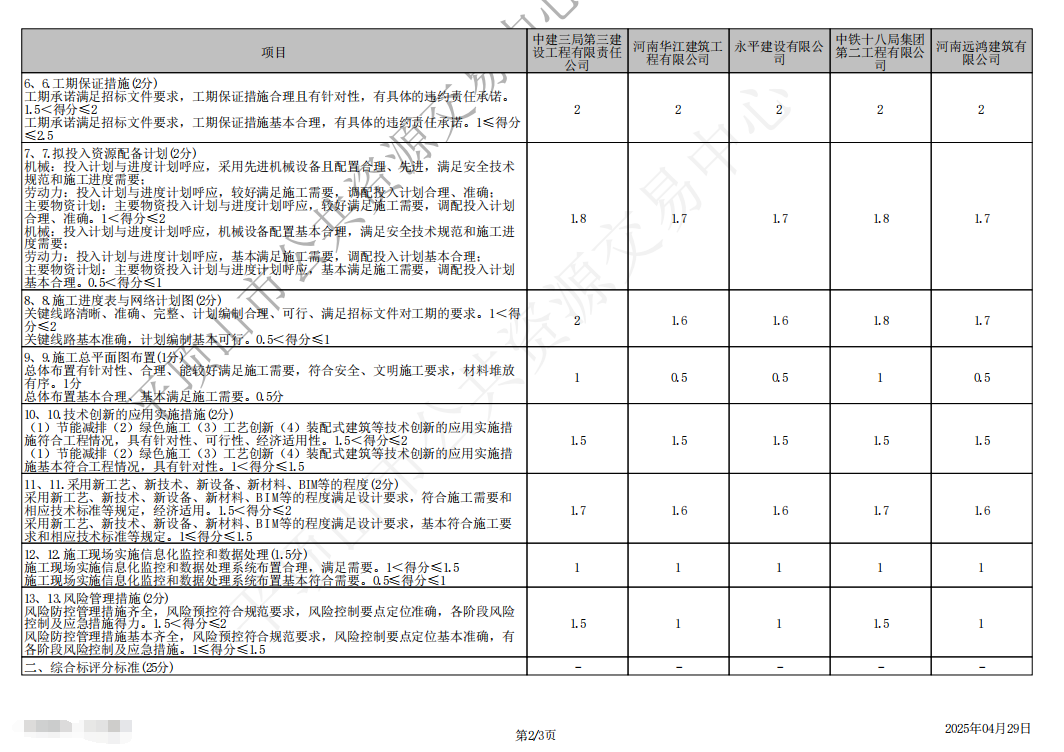 项目
中建三局第三建
设工程有限责任
公司
河南华江建筑工
程有限公司
永平建设有限公
司
中铁十八局集团
第二工程有限公
司
河南远鸿建筑有
限公司
6、6.工期保证措施(2分)
工期承诺满足招标文件要求，工期保证措施合理且有针对性，有具体的违约责任承诺。
1.5＜得分≤2
工期承诺满足招标文件要求，工期保证措施基本合理，有具体的违约责任承诺。1≤得分
≤2.5
2
2
2
2
2
7、7.拟投入资源配备计划(2分)
机械：投入计划与进度计划呼应，采用先进机械设备且配置合理、先进，满足安全技术
规范和施工进度需要；
劳动力：投入计划与进度计划呼应，较好满足施工需要，调配投入计划合理、准确；
主要物资计划：主要物资投入计划与进度计划呼应，较好满足施工需要，调配投入计划
合理、准确。1＜得分≤2
机械：投入计划与进度计划呼应，机械设备配置基本合理，满足安全技术规范和施工进
度需要；
劳动力：投入计划与进度计划呼应，基本满足施工需要，调配投入计划基本合理；
主要物资计划：主要物资投入计划与进度计划呼应，基本满足施工需要，调配投入计划
基本合理。0.5＜得分≤1
1.8
1.7
1.7
1.8
1.7
8、8.施工进度表与网络计划图(2分)
关键线路清晰、准确、完整、计划编制合理、可行、满足招标文件对工期的要求。1＜得
分≤2
关键线路基本准确，计划编制基本可行。0.5＜得分≤1
2
1.6
1.6
1.8
1.7
9、9.施工总平面图布置(1分)
总体布置有针对性、合理、能较好满足施工需要，符合安全、文明施工要求，材料堆放
有序。1分
总体布置基本合理、基本满足施工需要。0.5分
1
0.5
0.5
1
0.5
10、10.技术创新的应用实施措施(2分)
（1）节能减排（2）绿色施工（3）工艺创新（4）装配式建筑等技术创新的应用实施措
施符合工程情况，具有针对性、可行性、经济适用性。1.5＜得分≤2
（1）节能减排（2）绿色施工（3）工艺创新（4）装配式建筑等技术创新的应用实施措
施基本符合工程情况，具有针对性。1＜得分≤1.5
1.5
1.5
1.5
1.5
1.5
11、11.采用新工艺、新技术、新设备、新材料、BIM等的程度(2分)
采用新工艺、新技术、新设备、新材料、BIM等的程度满足设计要求，符合施工需要和
相应技术标准等规定，经济适用。1.5＜得分≤2
采用新工艺、新技术、新设备、新材料、BIM等的程度满足设计要求，基本符合施工要
求和相应技术标准等规定。1≤得分≤1.5
1.7
1.6
1.6
1.7
1.6
12、12.施工现场实施信息化监控和数据处理(1.5分)
施工现场实施信息化监控和数据处理系统布置合理，满足需要。1＜得分≤1.5
施工现场实施信息化监控和数据处理系统布置基本符合需要。0.5≤得分≤1
1
1
1
1
1
13、13.风险管理措施(2分)
风险防控管理措施齐全，风险预控符合规范要求，风险控制要点定位准确，各阶段风险
控制及应急措施得力。1.5＜得分≤2
风险防控管理措施基本齐全，风险预控符合规范要求，风险控制要点定位基本准确，有
各阶段风险控制及应急措施。1≤得分≤1.5
1.5
1
1
1.5
1
二、综合标评分标准(25分)
-
-
-
-
-
平顶山市公共资源交易中心
平顶山市公共资源交易中心
第2/3页
2025年04月29日